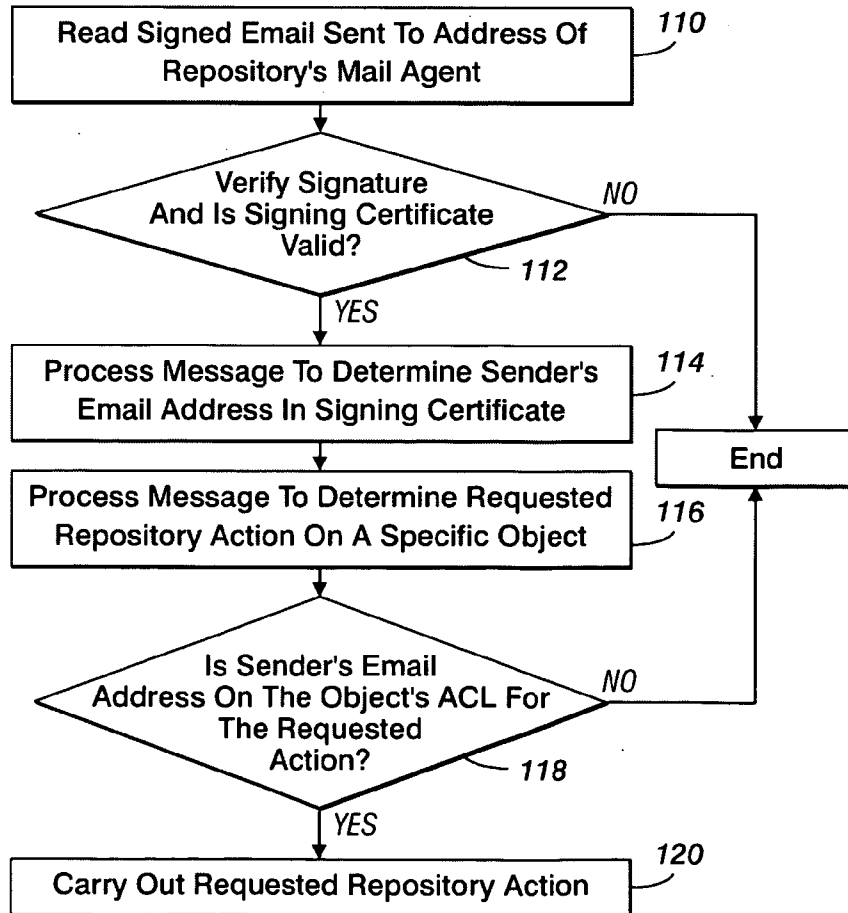 Read Signed Email Sent To Address Of
Repository's Mail Agent
110
Verify Signature
And Is Signing Certificate
Valid?
NO
112
YES
Process Message To Determine Sender's
Email Address In Signing Certificate
114
End
Process Message To Determine Requested
Repository Action On A Specific Object
116
Is Sender's Email
Address On The Object's ACL For
The Requested
Action?
NO
118
YES
Carry Out Requested Repository Action
120